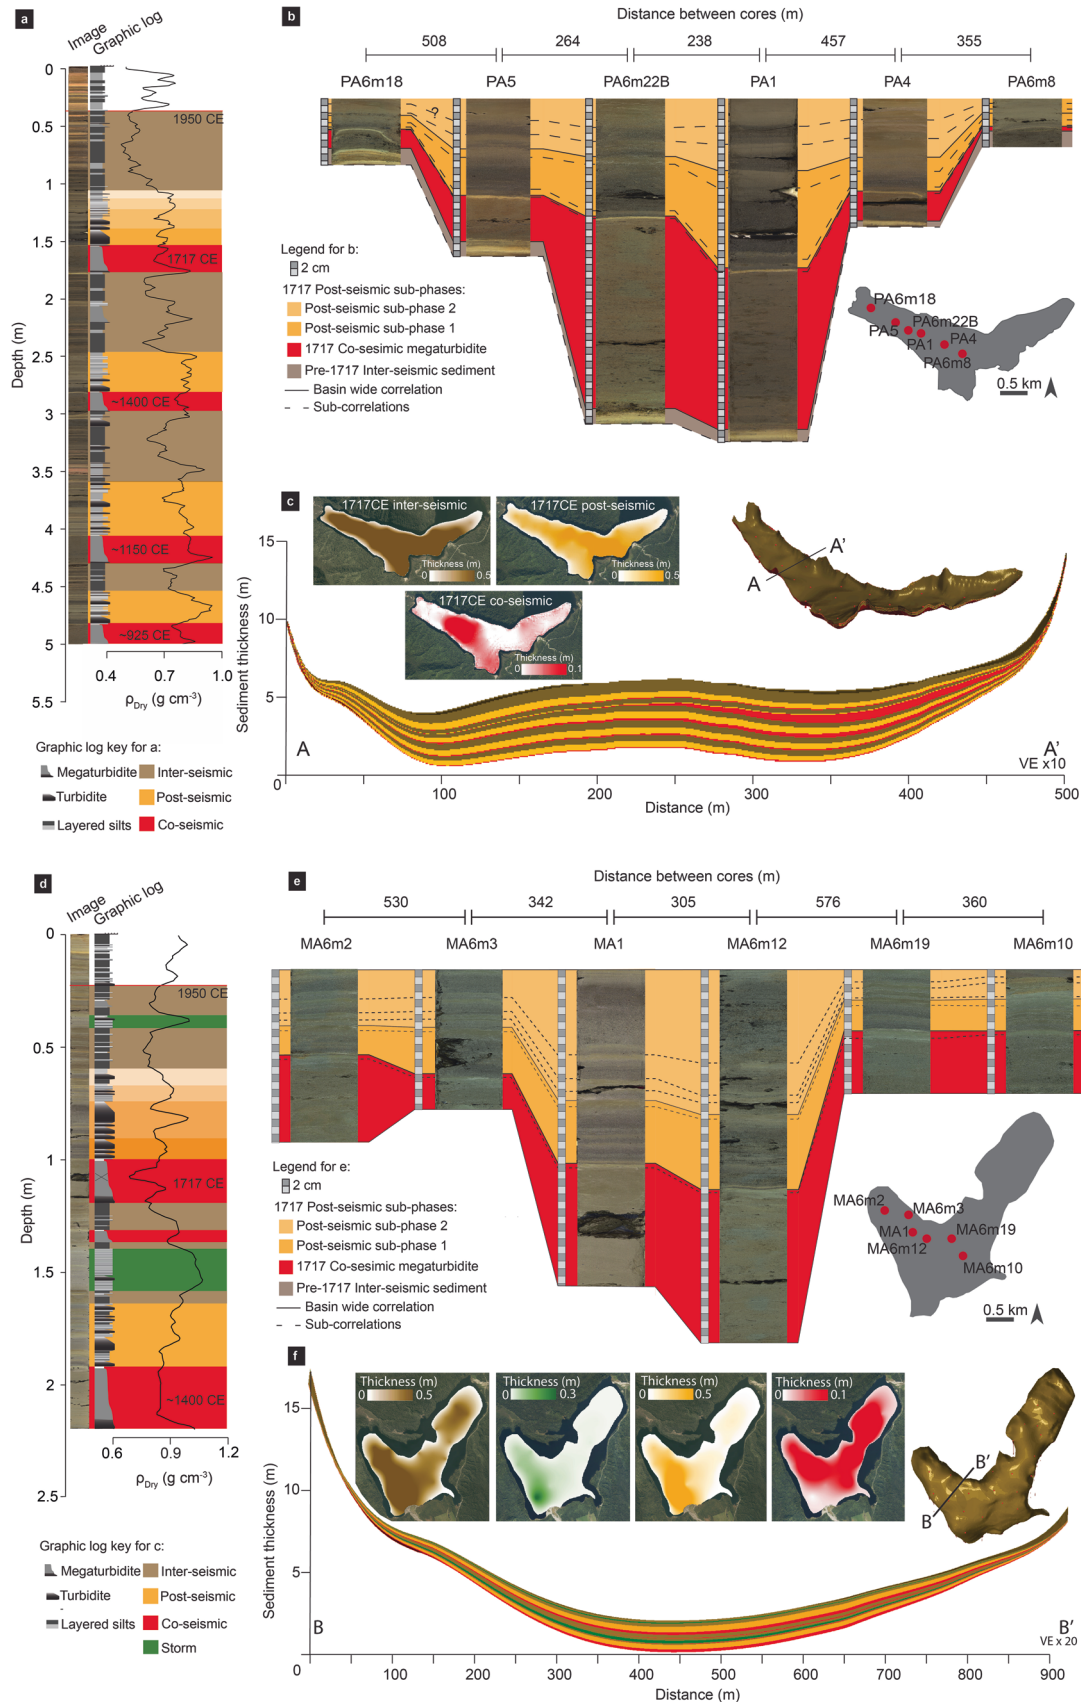 a
Image
Graphic log
0
0.5
1
1.5
2
2.5
3
3.5
4
4.5
5
5.5
Depth (m)
1950 CE
1717 CE
~1400 CE
~1150 CE
~925 CE
0.4 0.7 1.0
ρDry (g cm-3)
Graphic log key for a:
Megaturbidite
Inter-seismic
Turbidite
Post-seismic
Layered silts
Co-seismic
b
Distance between cores (m)
508 264 238 457 355
PA6m18 PA5 PA6m22B PA1 PA4 PA6m8
?
Legend for b:
2 cm
1717 Post-seismic sub-phases:
Post-seismic sub-phase 2
Post-seismic sub-phase 1
1717 Co-sesimic megaturbidite
Pre-1717 Inter-seismic sediment
Basin wide correlation
Sub-correlations
PA6m18
PA6m22B
PA5
PA1
PA4
PA6m8
0.5 km
c
1717CE inter-seismic
Thickness (m)
0 0.5
1717CE post-seismic
Thickness (m)
0 0.5
1717CE co-seismic
Thickness (m)
0 0.1
A'
A
15
10
5
0
Sediment thickness (m)
A
A'
VE x10
100 200 300 400 500
Distance (m)
d
Image
Graphic log
0
0.5
1
1.5
2
2.5
Depth (m)
1950 CE
1717 CE
~1400 CE
0.6 0.9 1.2
ρDry (g cm-3)
Graphic log key for c:
Megaturbidite
Inter-seismic
Turbidite
Post-seismic
Layered silts
Co-seismic
Storm
e
Distance between cores (m)
530 342 305 576 360
MA6m2 MA6m3 MA1 MA6m12 MA6m19 MA6m10
Legend for e:
2 cm
1717 Post-seismic sub-phases:
Post-seismic sub-phase 2
Post-seismic sub-phase 1
1717 Co-sesimic megaturbidite
Pre-1717 Inter-seismic sediment
Basin wide correlation
Sub-correlations
MA6m2
MA6m3
MA1
MA6m19
MA6m12
MA6m10
0.5 km
f
Thickness (m)
0 0.5
Thickness (m)
0 0.3
Thickness (m)
0 0.5
Thickness (m)
0 0.1
B'
B
15
10
5
0
Sediment thickness (m)
B
B'
VE x 20
100 200 300 400 500 600 700 800 900
Distance (m)